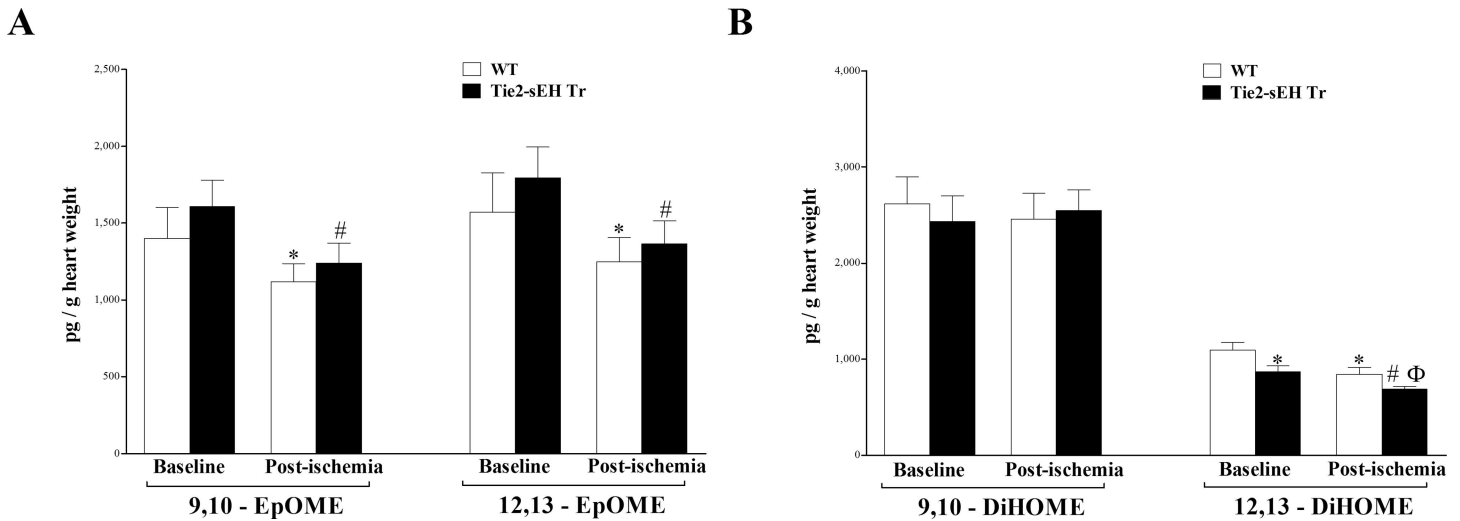 A
WT
Tie2-sEH Tr
pg / g heart weight
2,500
2,000
1,500
1,000
500
0
* # * #
Baseline Post-ischemia Baseline Post-ischemia
9,10 - EpOME 12,13 - EpOME
B
WT
Tie2-sEH Tr
pg / g heart weight
4,000
3,000
2,000
1,000
0
* * # Φ
Baseline Post-ischemia Baseline Post-ischemia
9,10 - DiHOME 12,13 - DiHOME